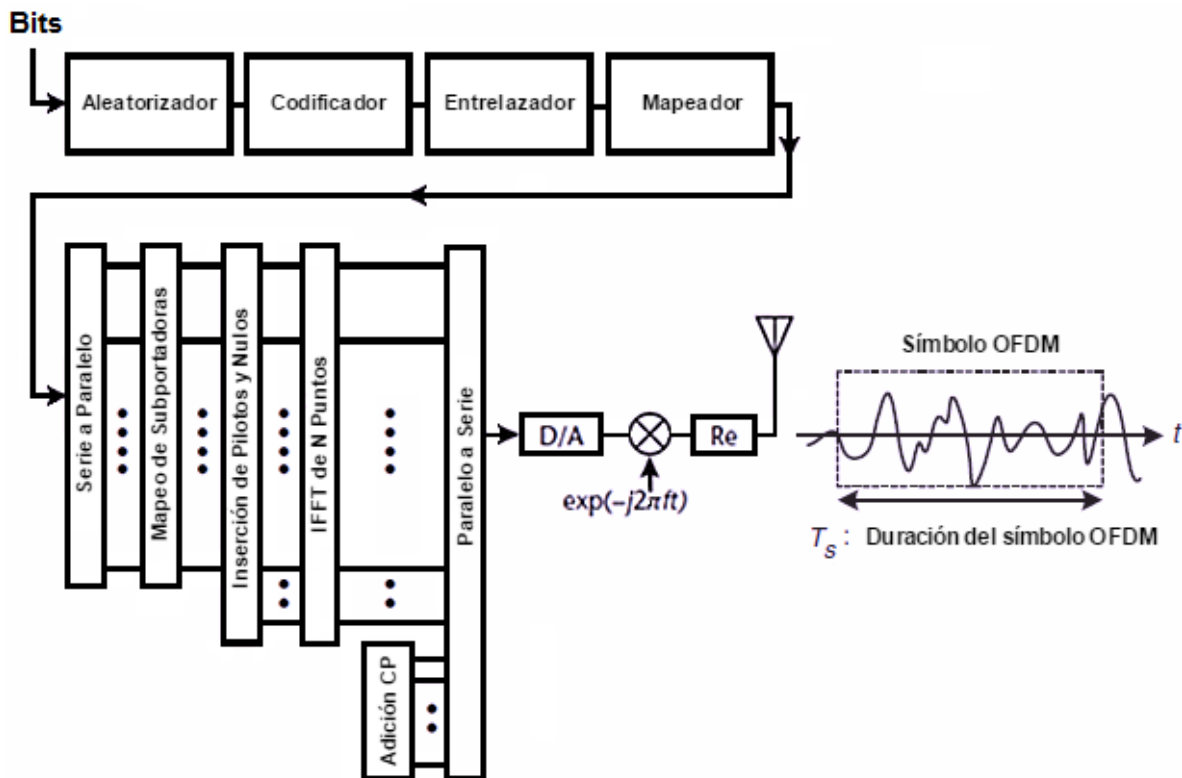 Bits
Aleatorizador
Codificador
Entrelazador
Mapeador
Serie a Paralelo
Mapeo de Subportadoras
Inserción de Pilotos y Nulos
IFFT de N Puntos
Adición CP
Paralelo a Serie
D/A
exp(-j2πft)
Re
Símbolo OFDM
t
T_s : Duración del símbolo OFDM